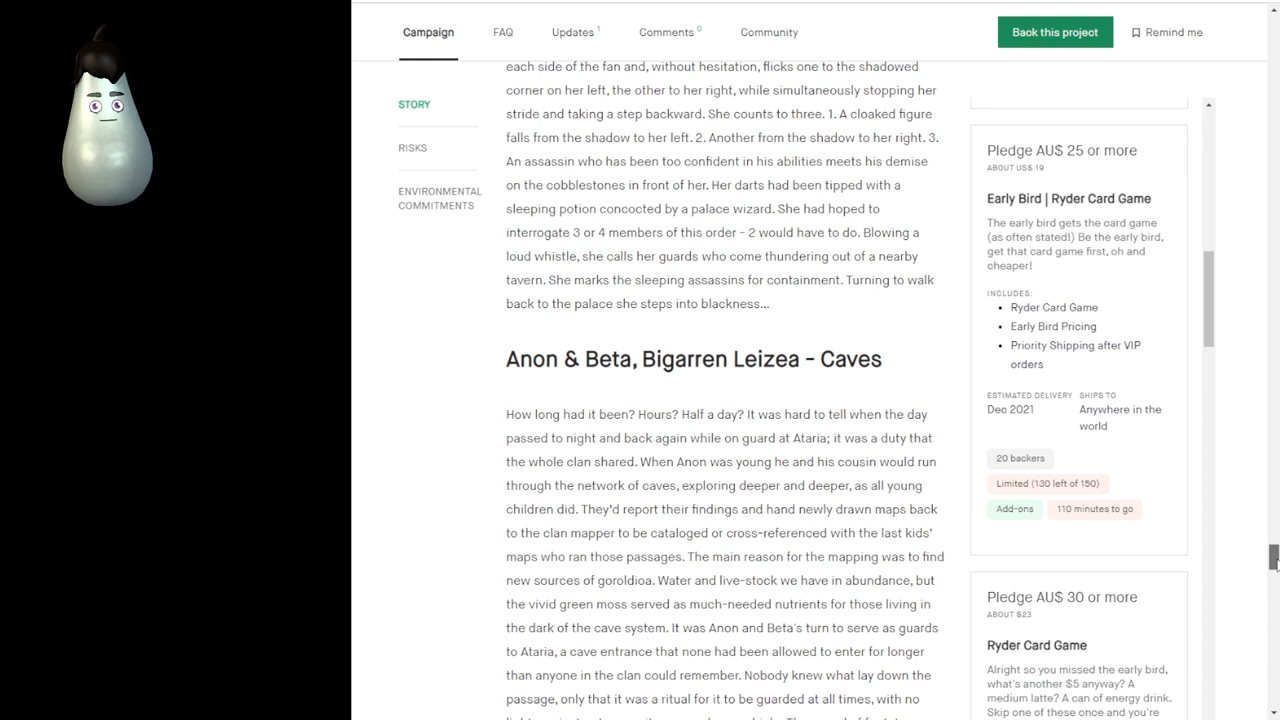 Campaign FAQ Updates 1 Comments 0 Community Back this project Remind me
STORY
RISKS
ENVIRONMENTAL
COMMITMENTS
each side of the fan and, without hesitation, flicks one to the shadowed
corner on her left, the other to her right, while simultaneously stopping her
stride and taking a step backward. She counts to three. 1. A cloaked figure
falls from the shadow to her left. 2. Another from the shadow to her right. 3.
An assassin who has been too confident in his abilities meets his demise
on the cobblestones in front of her. Her darts had been tipped with a
sleeping potion concocted by a palace wizard. She had hoped to
interrogate 3 or 4 members of this order - 2 would have to do. Blowing a
loud whistle, she calls her guards who come thundering out of a nearby
tavern. She marks the sleeping assassins for containment. Turning to walk
back to the palace she steps into blackness...
Anon & Beta, Bigarren Leizea - Caves
How long had it been? Hours? Half a day? It was hard to tell when the day
passed to night and back again while on guard at Ataria; it was a duty that
the whole clan shared. When Anon was young he and his cousin would run
through the network of caves, exploring deeper and deeper, as all young
children did. They'd report their findings and hand newly drawn maps back
to the clan mapper to be cataloged or cross-referenced with the last kids'
maps who ran those passages. The main reason for the mapping was to find
new sources of goroldioa. Water and live-stock we have in abundance, but
the vivid green moss served as much-needed nutrients for those living in
the dark of the cave system. It was Anon and Beta's turn to serve as guards
to Ataria, a cave entrance that none had been allowed to enter for longer
than anyone in the clan could remember. Nobody knew what lay down the
passage, only that it was a ritual for it to be guarded at all times, with no
Pledge AU$ 25 or more
ABOUT US$ 19
Early Bird | Ryder Card Game
The early bird gets the card game
(as often stated!) Be the early bird,
get that card game first, oh and
cheaper!
INCLUDES:
• Ryder Card Game
• Early Bird Pricing
• Priority Shipping after VIP
orders
ESTIMATED DELIVERY SHIPS TO
Dec 2021 Anywhere in the
world
20 backers
Limited (130 left of 150)
Add-ons 110 minutes to go
Pledge AU$ 30 or more
ABOUT $23
Ryder Card Game
Alright so you missed the early bird,
what's another $5 anyway? A
medium latte? A can of energy drink.
Skip one of these once and you're